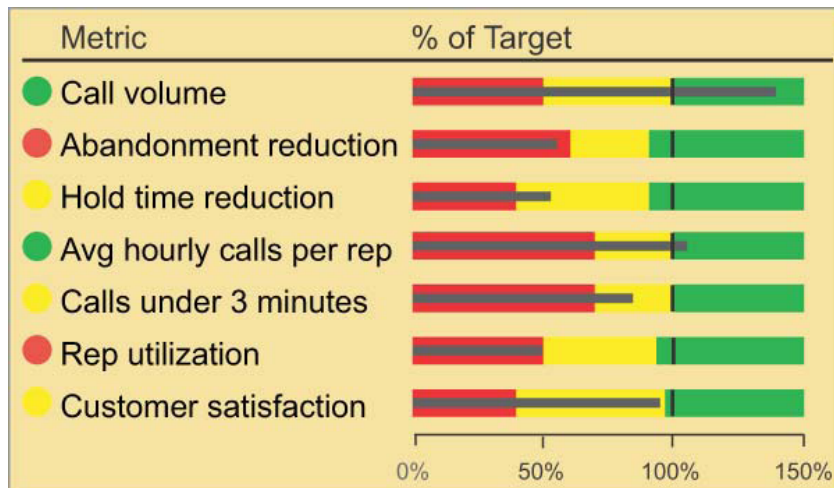 Metric % of Target
Call volume
Abandonment reduction
Hold time reduction
Avg hourly calls per rep
Calls under 3 minutes
Rep utilization
Customer satisfaction
0% 50% 100% 150%